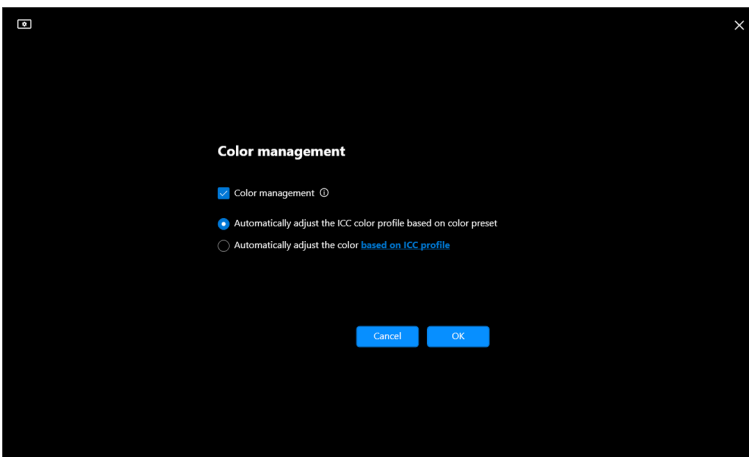 Color management
Color management
Automatically adjust the ICC color profile based on color preset
Automatically adjust the color based on ICC profile
Cancel OK